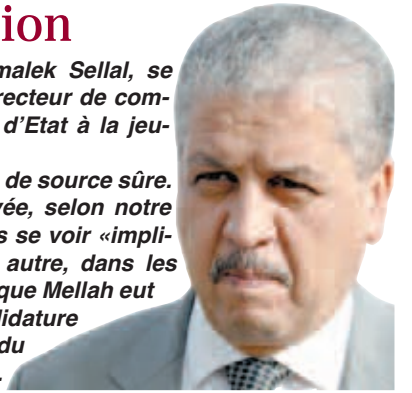 ion
malek Sellal, se
recteur de com-
d'Etat à la jeu-
de source sûre.
ée, selon notre
s se voir «impli-
autre, dans les
que Mellah eut
lidature
du